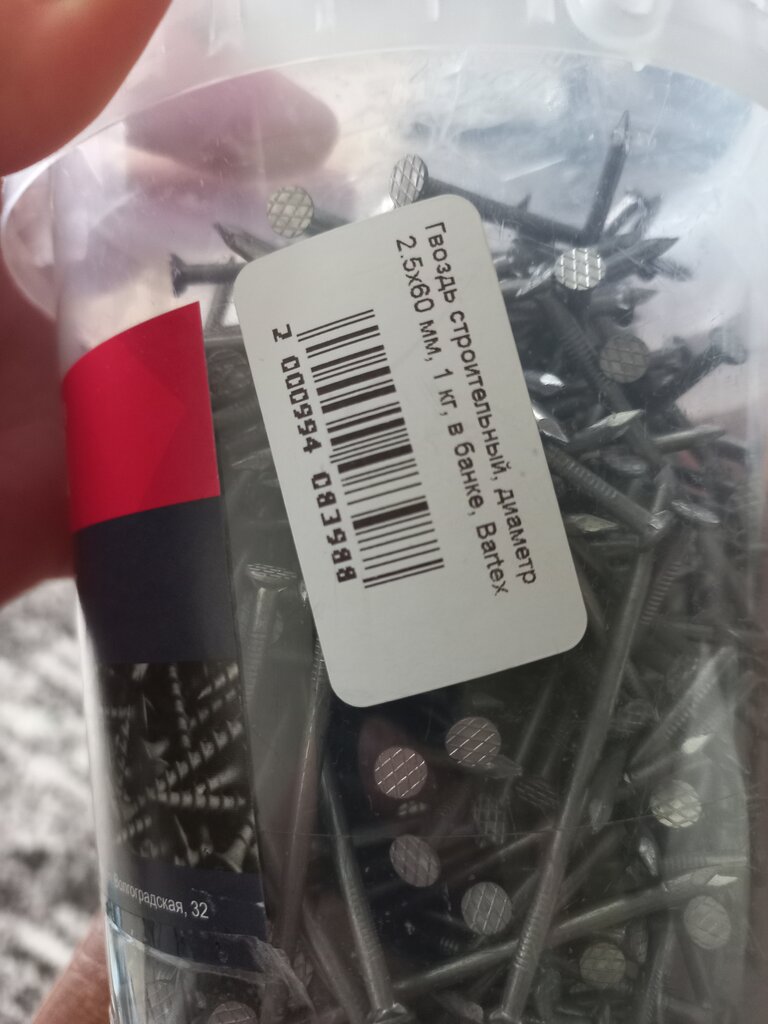 Гвоздь строительный, диаметр
2.5х60 мм, 1 кг, в банке, Bartex
2 000994 083988
Волгоградская, 32